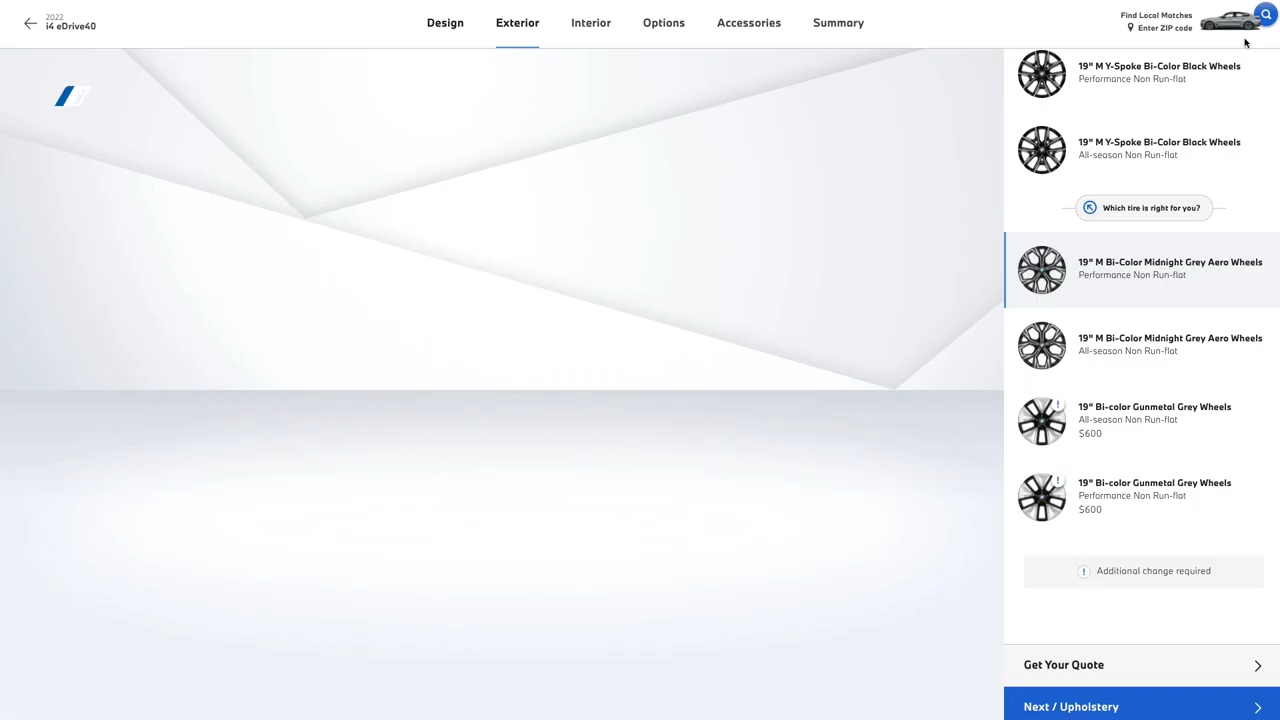 2022
i4 eDrive40
Design
Exterior
Interior
Options
Accessories
Summary
Find Local Matches
Enter ZIP code
19" M Y-Spoke Bi-Color Black Wheels
Performance Non Run-flat
19" M Y-Spoke Bi-Color Black Wheels
All-season Non Run-flat
Which tire is right for you?
19" M Bi-Color Midnight Grey Aero Wheels
Performance Non Run-flat
19" M Bi-Color Midnight Grey Aero Wheels
All-season Non Run-flat
19" Bi-color Gunmetal Grey Wheels
All-season Non Run-flat
$600
19" Bi-color Gunmetal Grey Wheels
Performance Non Run-flat
$600
Additional change required
Get Your Quote
Next / Upholstery